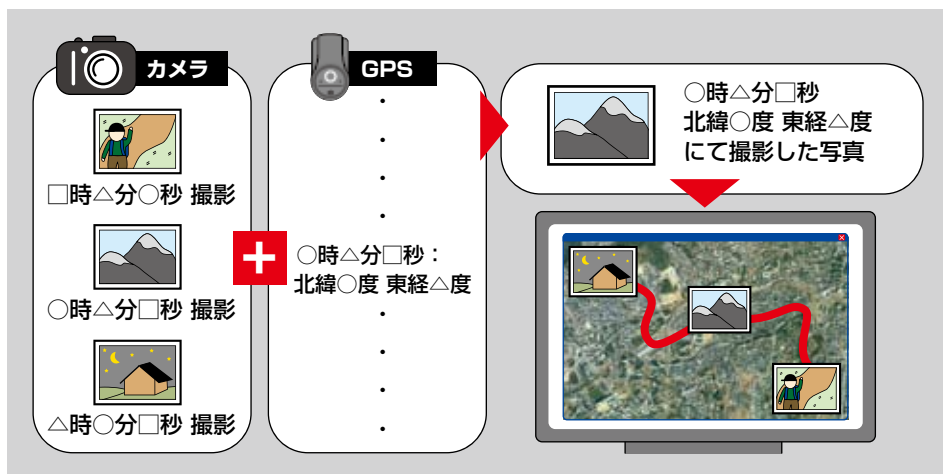 カメラ
□時△分○秒 撮影
○時△分□秒 撮影
△時○分□秒 撮影
+
GPS
・
・
・
・
○時△分□秒：
北緯○度 東経△度
・
・
・
・
○時△分□秒
北緯○度 東経△度
にて撮影した写真